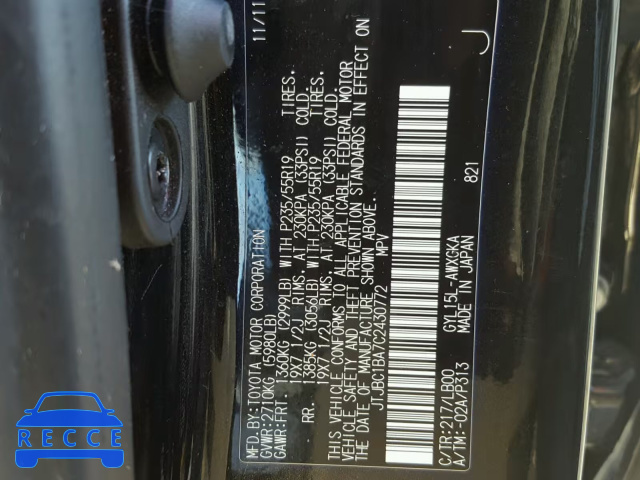 MFD.BY:TOYOTA MOTOR CORPORATION 11/11
GVWR:2710KG (5980LB)
GAWR:FRT. 1360KG (2999LB) WITH P235/55R19 TIRES.
19X7 1/2J RIMS. AT 230KPA (33PSI) COLD.
RR. 1385KG (3056LB) WITH P235/55R19 TIRES.
19X7 1/2J RIMS. AT 230KPA (33PSI) COLD.
THIS VEHICLE CONFORMS TO ALL APPLICABLE FEDERAL MOTOR
VEHICLE SAFETY AND THEFT PREVENTION STANDARDS IN EFFECT ON
THE DATE OF MANUFACTURE SHOWN ABOVE.
JTJBC1BA7C2430772 MPV
C/TR:217/LB00 GYL15L-AWXGKA J
A/TM:-02A/P313 MADE IN JAPAN 821
AUTOHELPERBOT.COM